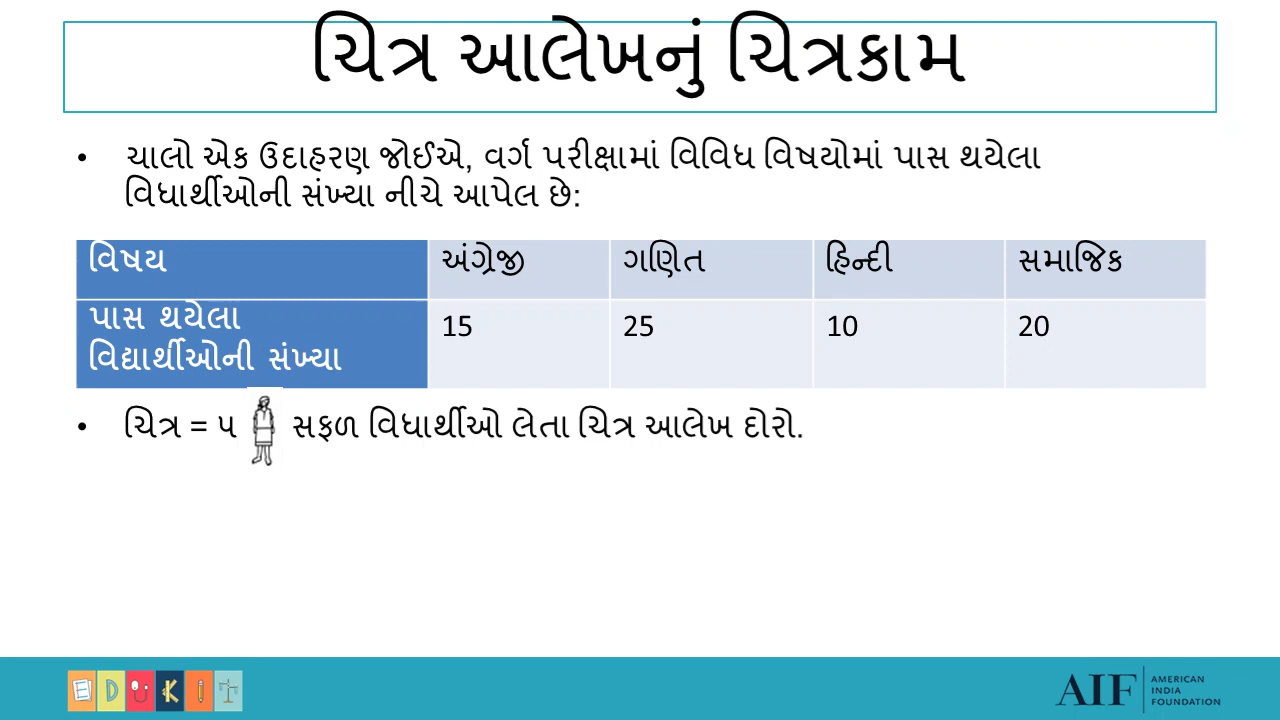 ચિત્ર આલેખનું ચિત્રકામ
• ચાલો એક ઉદાહરણ જોઈએ, વર્ગ પરીક્ષામાં વિવિધ વિષયોમાં પાસ થયેલા
વિધાર્થીઓની સંખ્યા નીચે આપેલ છે:
વિષય અંગ્રેજી ગણિત હિન્દી સમાજિક
પાસ થયેલા
વિદ્યાર્થીઓની સંખ્યા 15 25 10 20
• ચિત્ર = ૫ સફળ વિધાર્થીઓ લેતા ચિત્ર આલેખ દોરો.
EDUKIT
AIF AMERICAN
INDIA
FOUNDATION